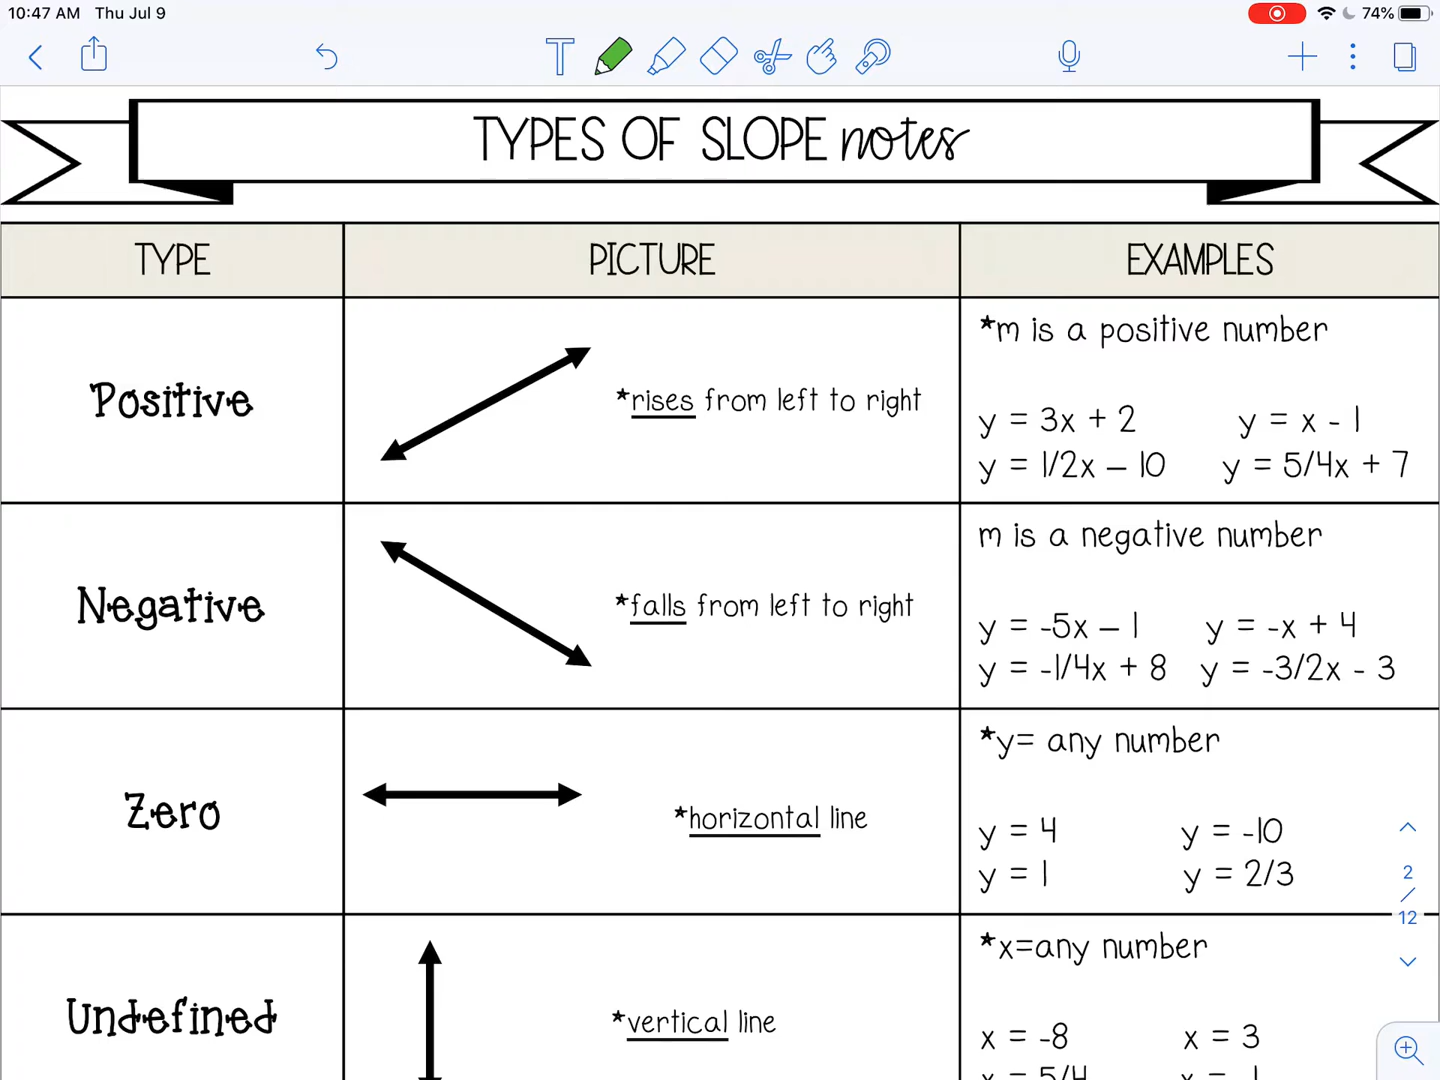 10:47 AM Thu Jul 9
74%
TYPES OF SLOPE notes
TYPE PICTURE EXAMPLES
Positive
*rises from left to right
*m is a positive number
y = 3x + 2 y = x - 1
y = 1/2x – 10 y = 5/4x + 7
Negative
*falls from left to right
m is a negative number
y = -5x – 1 y = -x + 4
y = -1/4x + 8 y = -3/2x - 3
Zero
*horizontal line
*y= any number
y = 4 y = -10
y = 1 y = 2/3
2
/
12
Undefined
*vertical line
*x=any number
x = -8 x = 3
x = 5/4